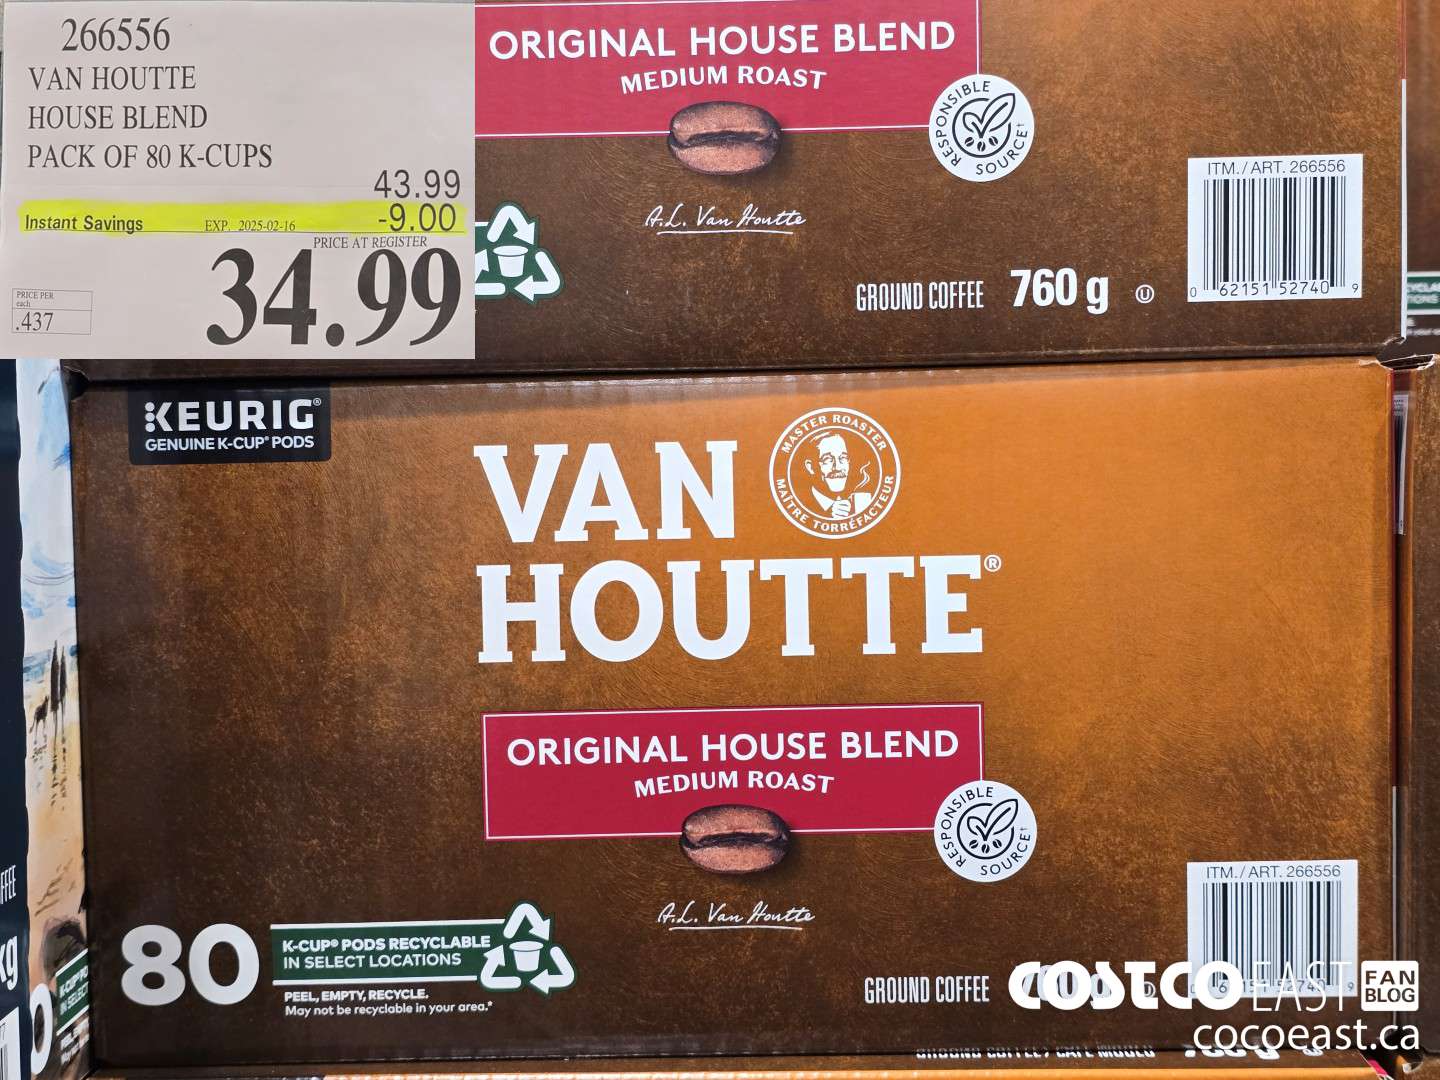 266556
VAN HOUTTE
HOUSE BLEND
PACK OF 80 K-CUPS
43.99
Instant Savings EXP. 2025-02-16 -9.00
PRICE AT REGISTER
34.99
PRICE PER
each
.437
ORIGINAL HOUSE BLEND
MEDIUM ROAST
RESPONSIBLE SOURCE†
A.L. Van Houtte
GROUND COFFEE 760 g
U
ITM./ART. 266556
0 62151 52740 9
KEURIG®
GENUINE K-CUP® PODS
VAN
MASTER ROASTER
MAÎTRE TORRÉFACTEUR
HOUTTE®
ORIGINAL HOUSE BLEND
MEDIUM ROAST
RESPONSIBLE SOURCE†
A.L. Van Houtte
80
K-CUP® PODS RECYCLABLE
IN SELECT LOCATIONS
PEEL, EMPTY, RECYCLE.
May not be recyclable in your area.*
GROUND COFFEE
ITM./ART. 266556
COSTCO EAST FAN BLOG
cocoeast.ca